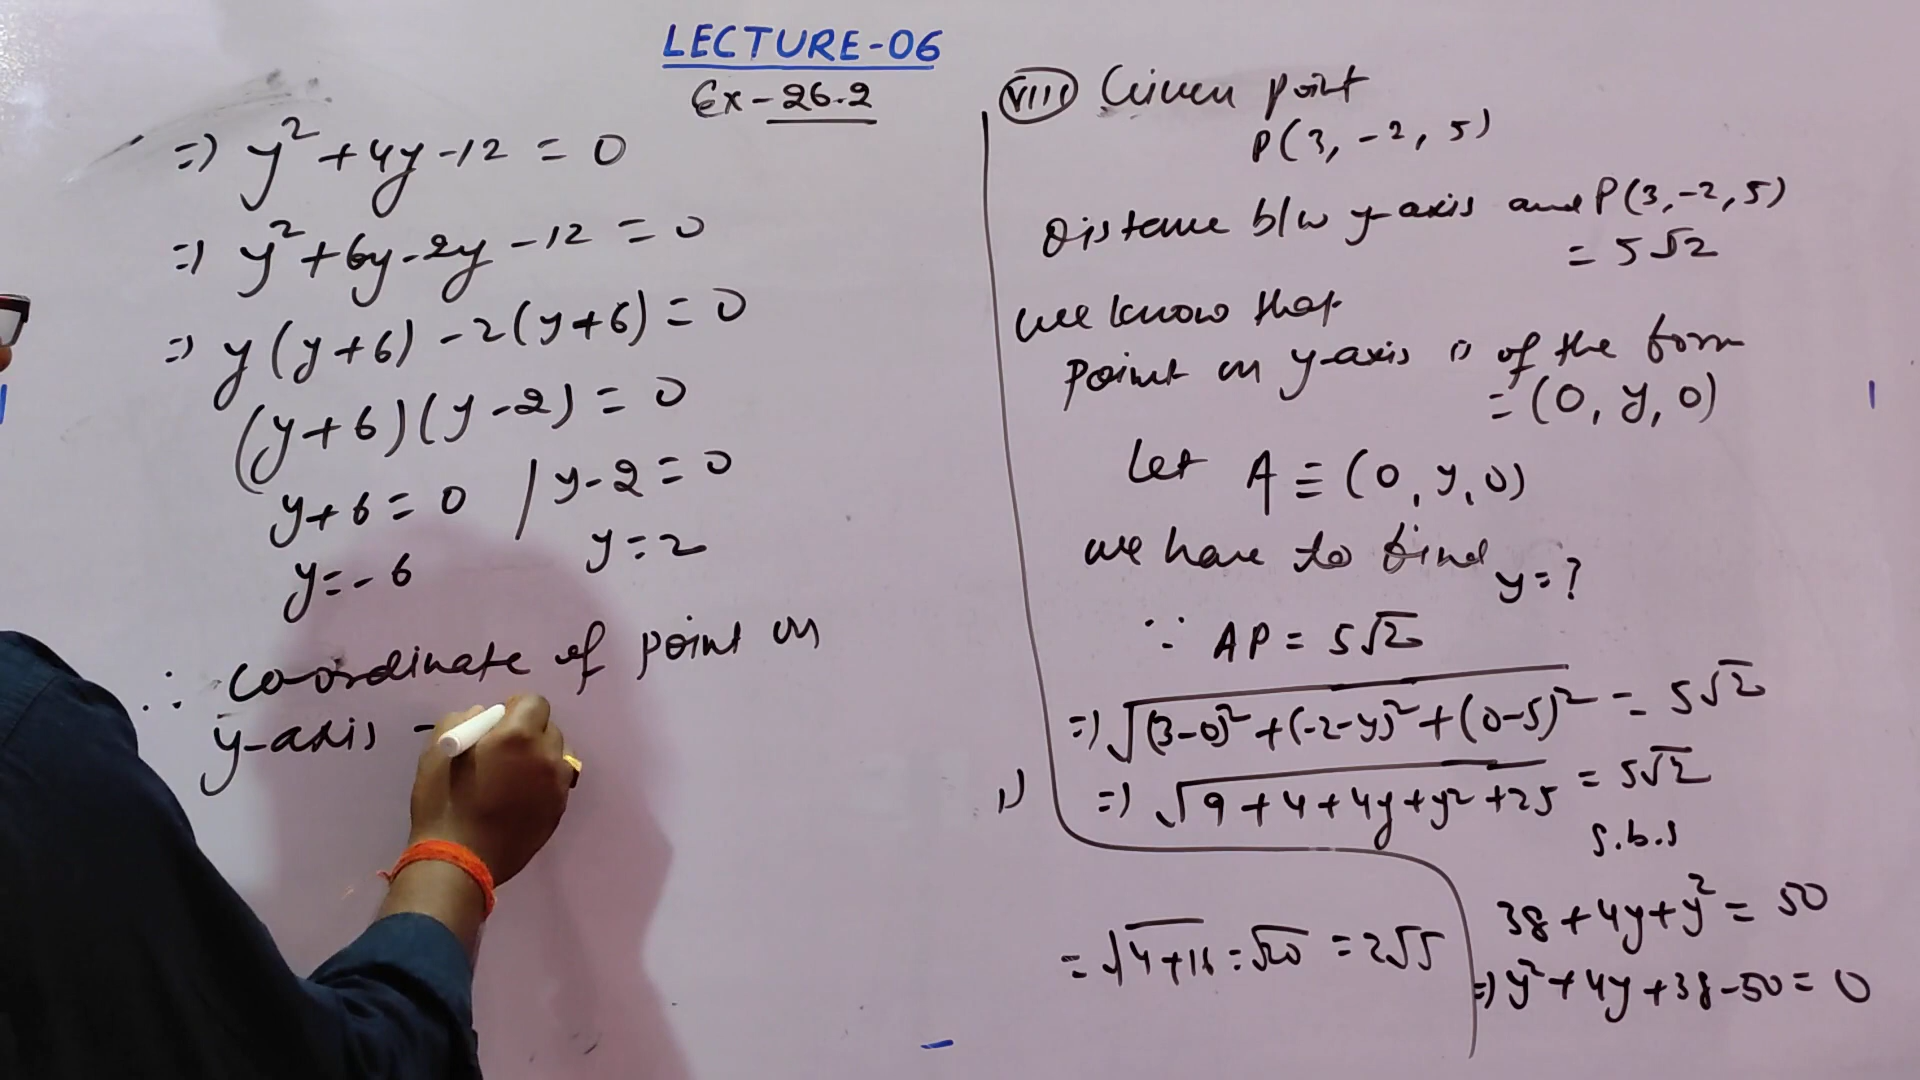 LECTURE-06
Ex-26.2
=) y²+4y-12 = 0
=) y²+6y-2y-12 = 0
=) y(y+6)-2(y+6) = 0
(y+6)(y-2) = 0
y+6 = 0 / y-2 = 0
y=-6 y=2
∴ co-ordinate of point on
y-axis -
(viii) Given point
P(3, -2, 5)
Distance b/w y-axis and P(3,-2,5)
= 5√2
we know that
point on y-axis is of the form
= (0, y, 0)
Let A ≡ (0, y, 0)
we have to find y=?
∵ AP = 5√2
=) √(3-0)²+(-2-y)²+(0-5)² = 5√2
=) √9+4+4y+y²+25 = 5√2
S.b.s
38+4y+y² = 50
=) y²+4y+38-50 = 0
= √4+16 = √20 = 2√5